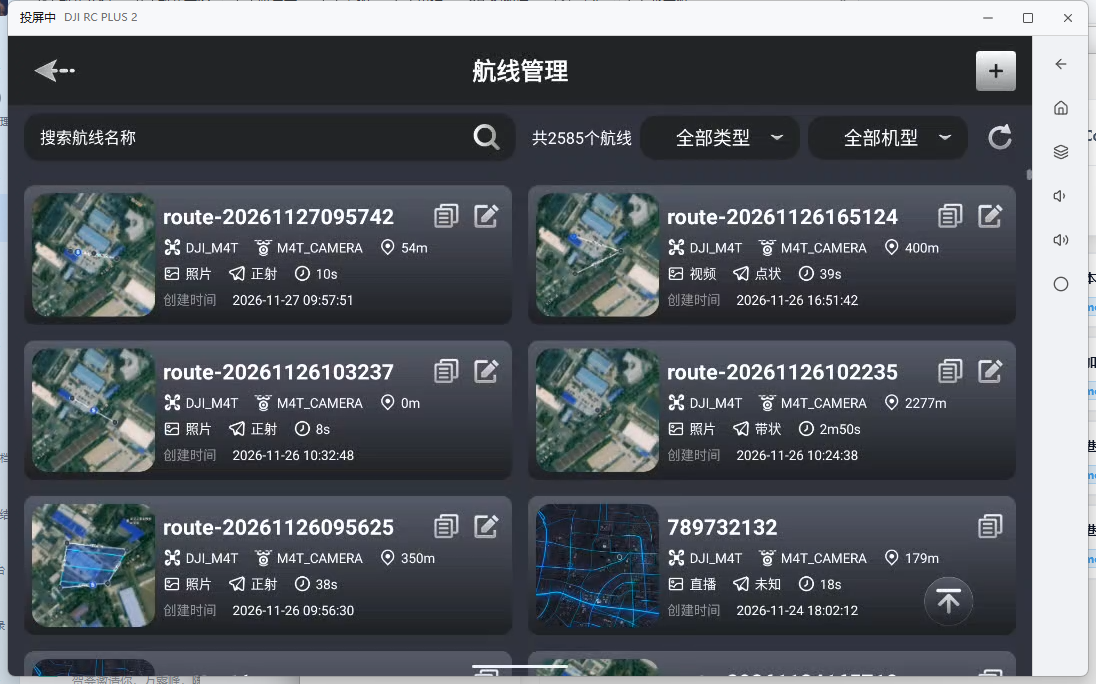 投屏中 DJI RC PLUS 2
航线管理
搜索航线名称
共2585个航线
全部类型
全部机型
route-20261127095742
DJI_M4T M4T_CAMERA 54m
照片 正射 10s
创建时间 2026-11-27 09:57:51
route-20261126165124
DJI_M4T M4T_CAMERA 400m
视频 点状 39s
创建时间 2026-11-26 16:51:42
route-20261126103237
DJI_M4T M4T_CAMERA 0m
照片 正射 8s
创建时间 2026-11-26 10:32:48
route-20261126102235
DJI_M4T M4T_CAMERA 2277m
照片 带状 2m50s
创建时间 2026-11-26 10:24:38
route-20261126095625
DJI_M4T M4T_CAMERA 350m
照片 正射 38s
创建时间 2026-11-26 09:56:30
789732132
DJI_M4T M4T_CAMERA 179m
直播 未知 18s
创建时间 2026-11-24 18:02:12